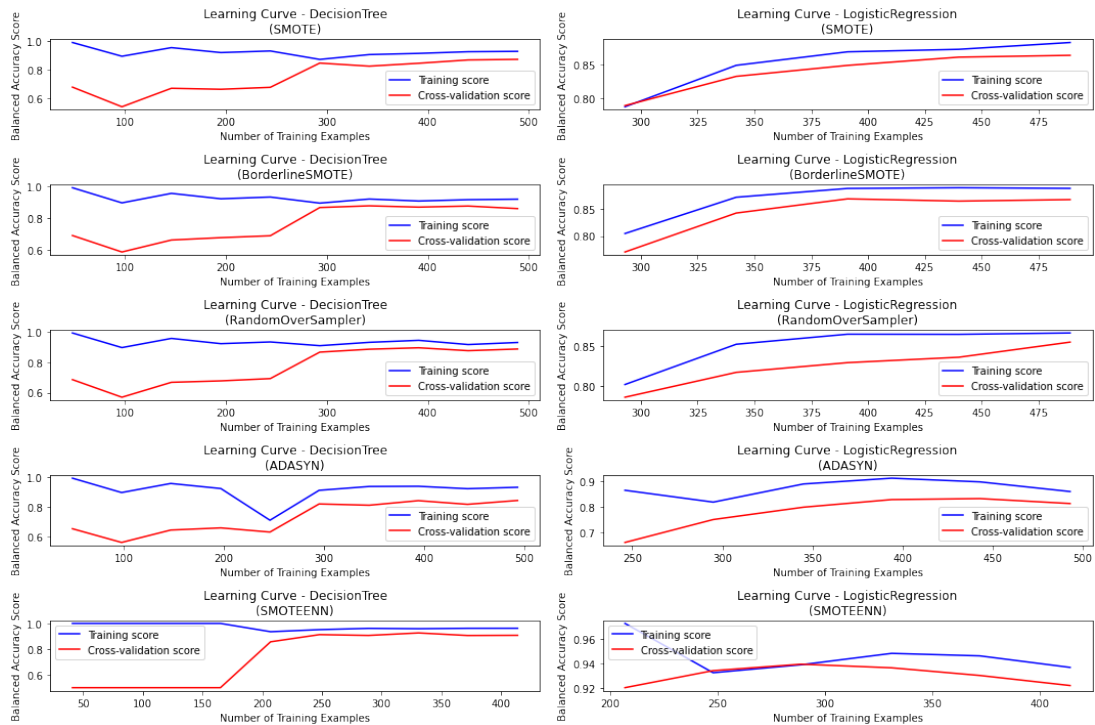 Learning Curve - DecisionTree
(SMOTE)
Balanced Accuracy Score
1.0
0.8
0.6
Training score
Cross-validation score
100 200 300 400 500
Number of Training Examples
Learning Curve - LogisticRegression
(SMOTE)
Balanced Accuracy Score
0.85
0.80
Training score
Cross-validation score
300 325 350 375 400 425 450 475
Number of Training Examples
Learning Curve - DecisionTree
(BorderlineSMOTE)
Balanced Accuracy Score
1.0
0.8
0.6
Training score
Cross-validation score
100 200 300 400 500
Number of Training Examples
Learning Curve - LogisticRegression
(BorderlineSMOTE)
Balanced Accuracy Score
0.85
0.80
Training score
Cross-validation score
300 325 350 375 400 425 450 475
Number of Training Examples
Learning Curve - DecisionTree
(RandomOverSampler)
Balanced Accuracy Score
1.0
0.8
0.6
Training score
Cross-validation score
100 200 300 400 500
Number of Training Examples
Learning Curve - LogisticRegression
(RandomOverSampler)
Balanced Accuracy Score
0.85
0.80
Training score
Cross-validation score
300 325 350 375 400 425 450 475
Number of Training Examples
Learning Curve - DecisionTree
(ADASYN)
Balanced Accuracy Score
1.0
0.8
0.6
Training score
Cross-validation score
100 200 300 400 500
Number of Training Examples
Learning Curve - LogisticRegression
(ADASYN)
Balanced Accuracy Score
0.9
0.8
0.7
Training score
Cross-validation score
250 300 350 400 450 500
Number of Training Examples
Learning Curve - DecisionTree
(SMOTEENN)
Balanced Accuracy Score
1.0
0.8
0.6
Training score
Cross-validation score
50 100 150 200 250 300 350 400
Number of Training Examples
Learning Curve - LogisticRegression
(SMOTEENN)
Balanced Accuracy Score
0.96
0.94
0.92
Training score
Cross-validation score
200 250 300 350 400
Number of Training Examples